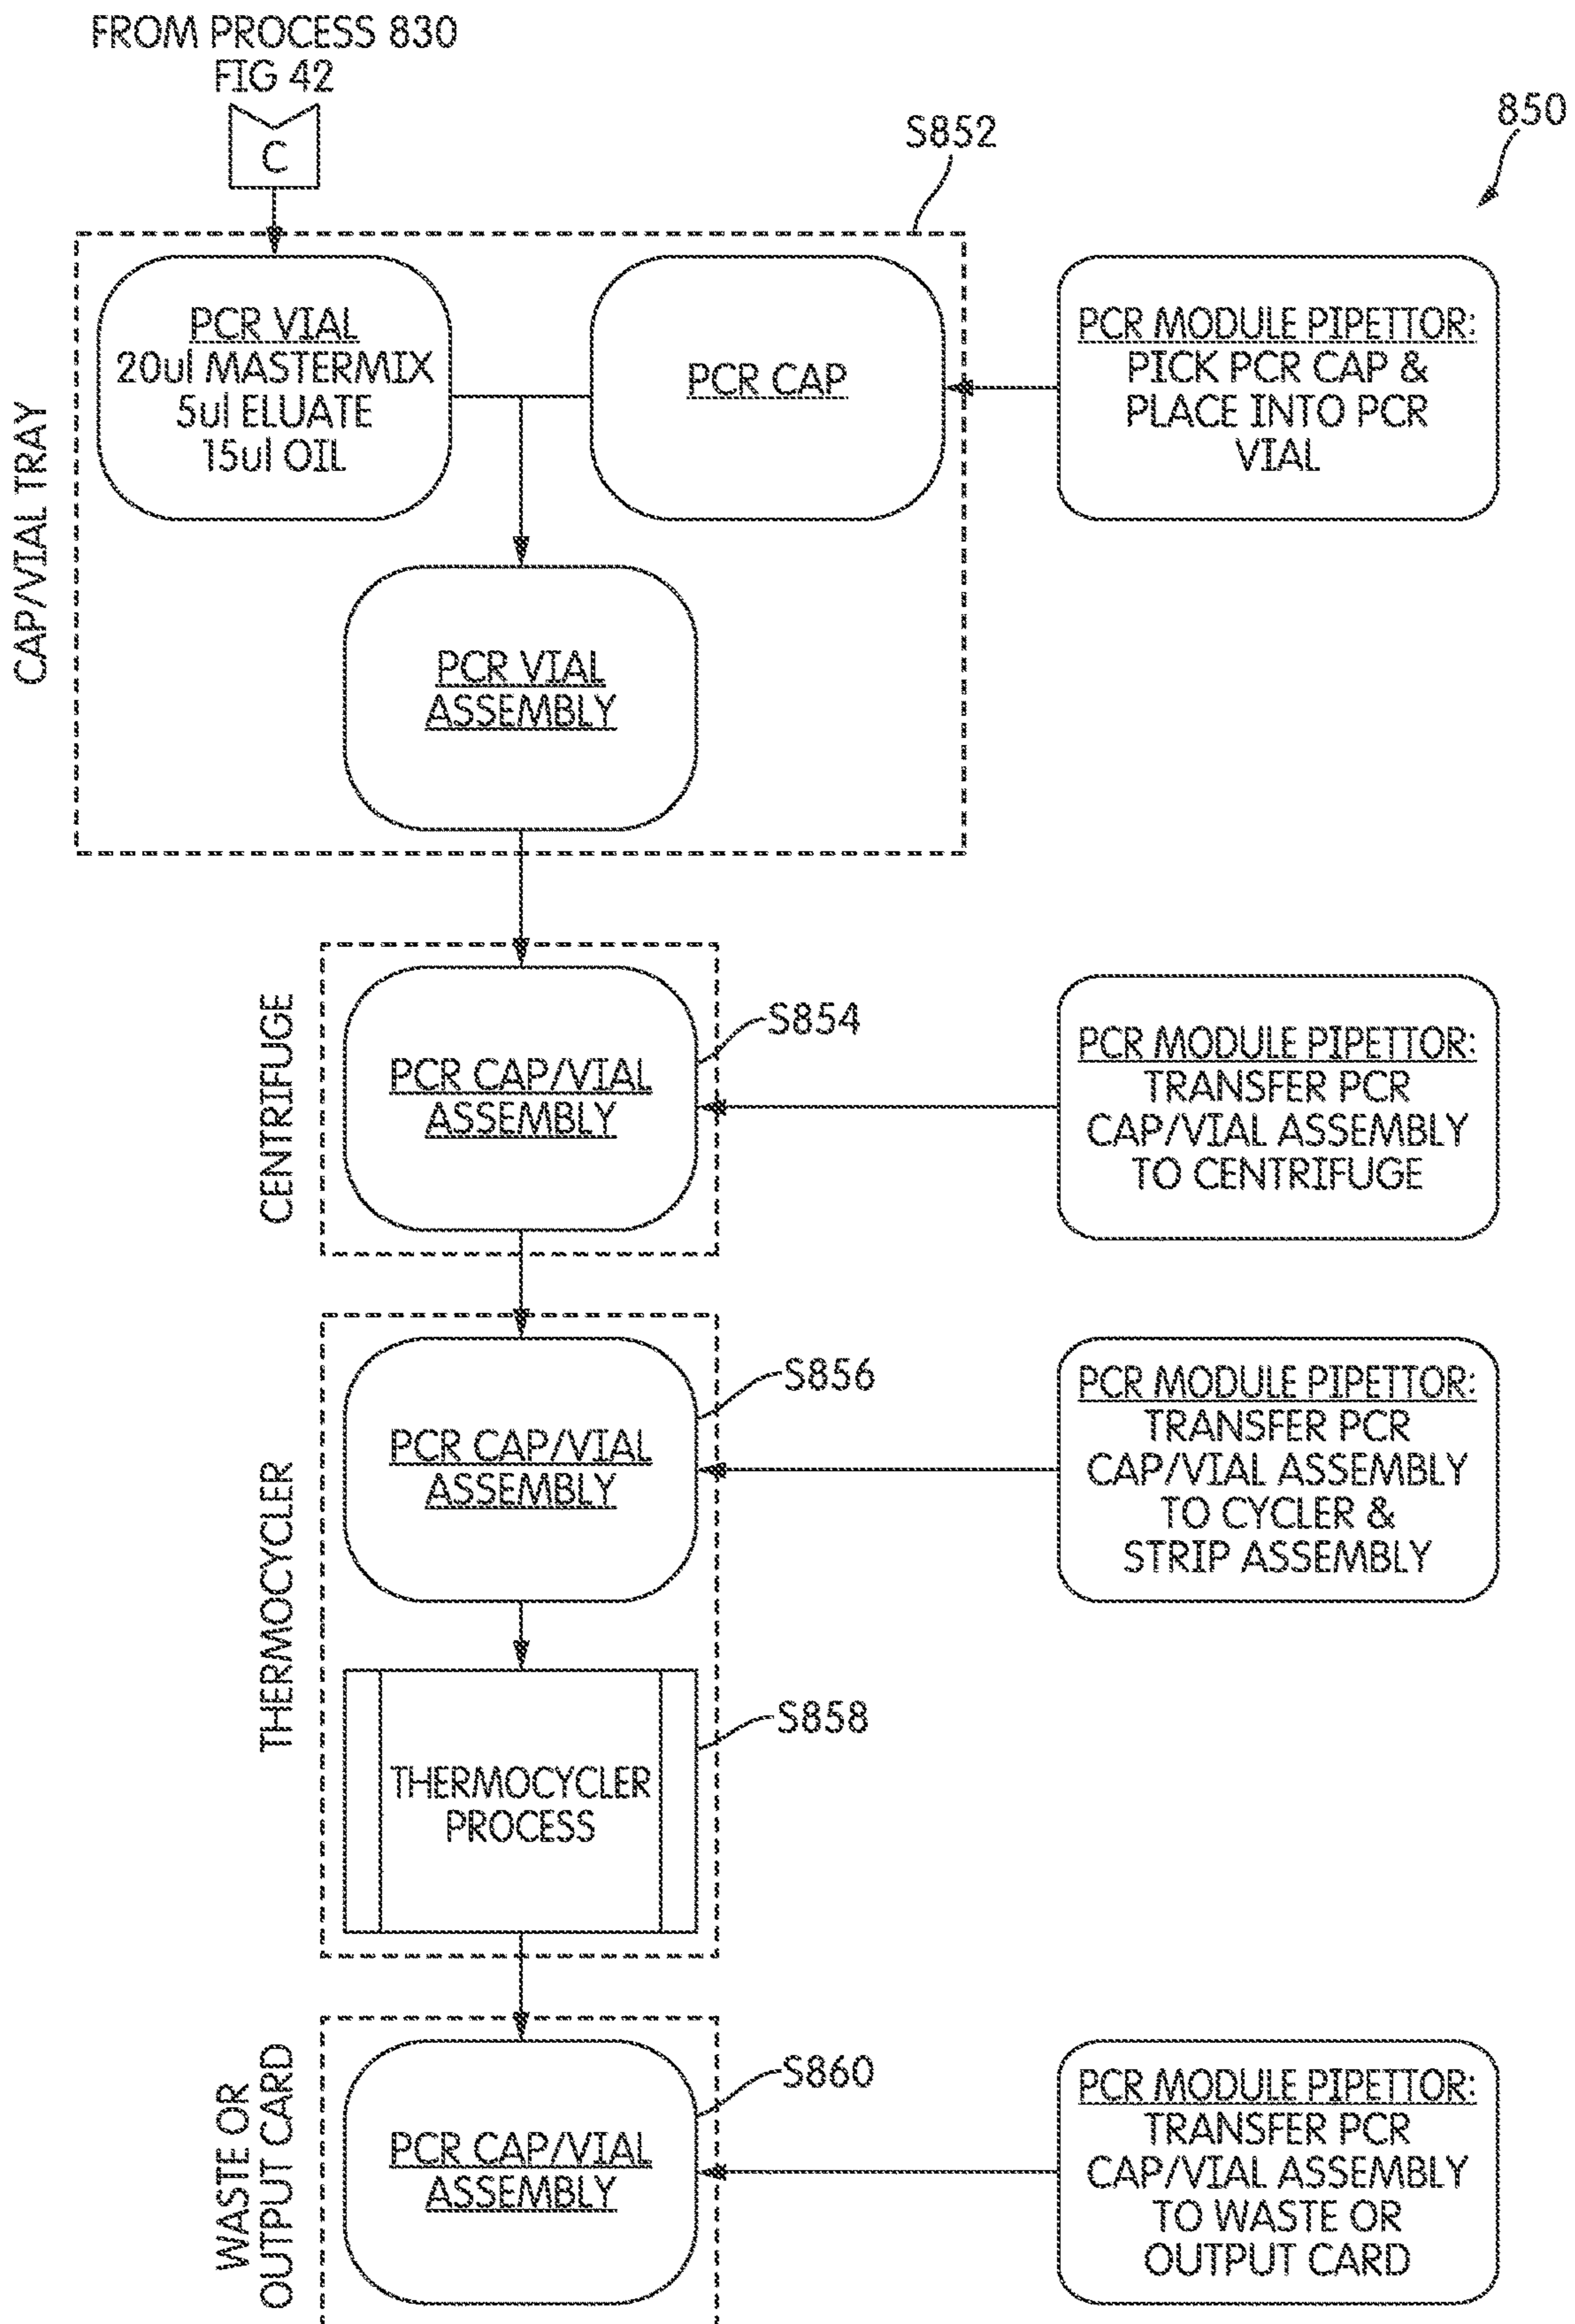 FROM PROCESS 830
FIG 42
C
850
S852
CAP/VIAL TRAY
PCR VIAL
20ul MASTERMIX
5ul ELUATE
15ul OIL
PCR CAP
PCR MODULE PIPETTOR:
PICK PCR CAP &
PLACE INTO PCR
VIAL
PCR VIAL
ASSEMBLY
CENTRIFUGE
S854
PCR CAP/VIAL
ASSEMBLY
PCR MODULE PIPETTOR:
TRANSFER PCR
CAP/VIAL ASSEMBLY
TO CENTRIFUGE
THERMOCYCLER
S856
PCR CAP/VIAL
ASSEMBLY
PCR MODULE PIPETTOR:
TRANSFER PCR
CAP/VIAL ASSEMBLY
TO CYCLER &
STRIP ASSEMBLY
S858
THERMOCYCLER
PROCESS
WASTE OR
OUTPUT CARD
S860
PCR CAP/VIAL
ASSEMBLY
PCR MODULE PIPETTOR:
TRANSFER PCR
CAP/VIAL ASSEMBLY
TO WASTE OR
OUTPUT CARD